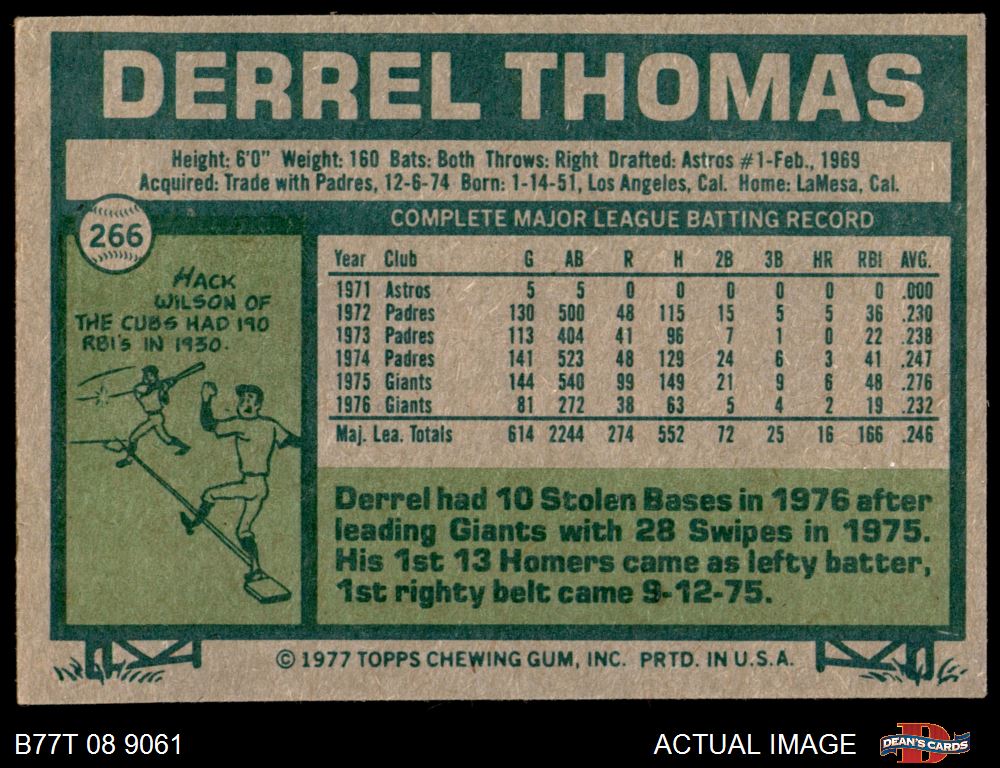 DERREL THOMAS
Height: 6'0" Weight: 160 Bats: Both Throws: Right Drafted: Astros #1-Feb., 1969
Acquired: Trade with Padres, 12-6-74 Born: 1-14-51, Los Angeles, Cal. Home: LaMesa, Cal.
266
HACK
WILSON OF
THE CUBS HAD 190
RBI'S IN 1930.
COMPLETE MAJOR LEAGUE BATTING RECORD
Year Club G AB R H 2B 3B HR RBI AVG.
1971 Astros 5 5 0 0 0 0 0 0 .000
1972 Padres 130 500 48 115 15 5 5 36 .230
1973 Padres 113 404 41 96 7 1 0 22 .238
1974 Padres 141 523 48 129 24 6 3 41 .247
1975 Giants 144 540 99 149 21 9 6 48 .276
1976 Giants 81 272 38 63 5 4 2 19 .232
Maj. Lea. Totals 614 2244 274 552 72 25 16 166 .246
Derrel had 10 Stolen Bases in 1976 after
leading Giants with 28 Swipes in 1975.
His 1st 13 Homers came as lefty batter,
1st righty belt came 9-12-75.
© 1977 TOPPS CHEWING GUM, INC. PRTD. IN U.S.A.
B77T 08 9061
ACTUAL IMAGE
DEAN'S CARDS